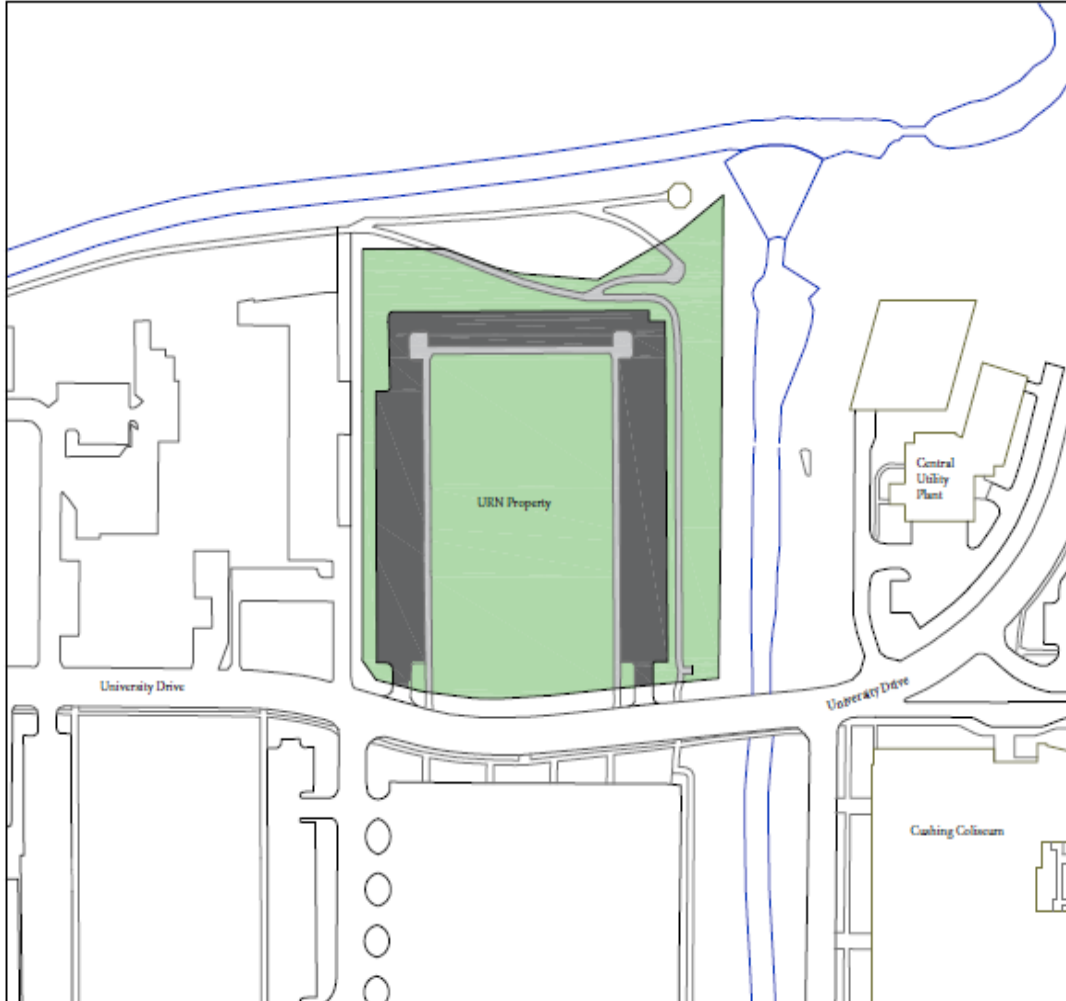 Central
Utility
Plant
URN Property
University Drive
University Drive
Cushing Coliseum